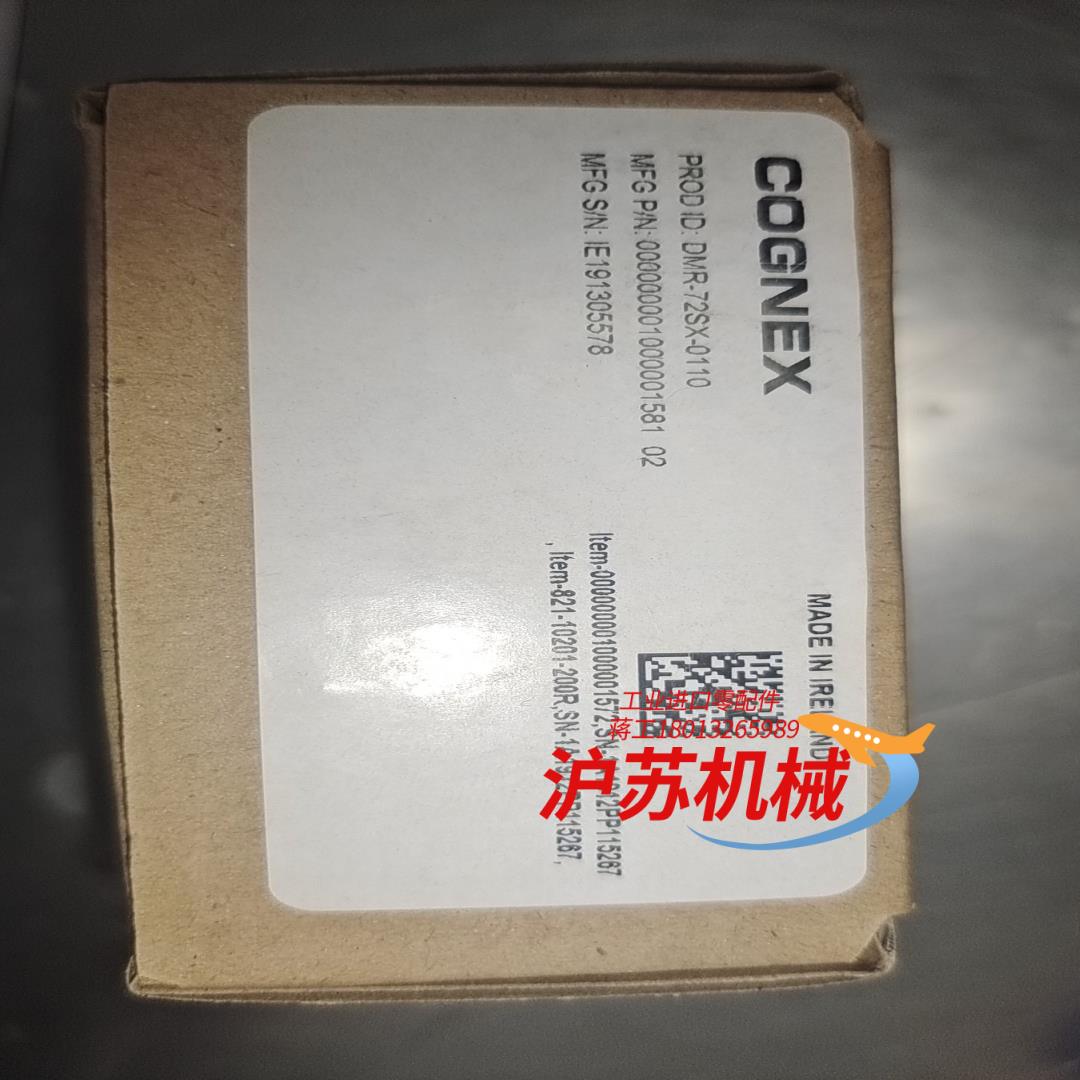 COGNEX
MADE IN IRELAND
PROD ID: DMR-72SX-0110
MFG P/N: 00000001000001581 02
MFG S/N: IE191305578
Item-00000001000001572,SN-1A1912PP115267
, Item-821-10201-200R,SN-1A1912PP115267,
工业进口零配件
蒋工18013265989
沪苏机械